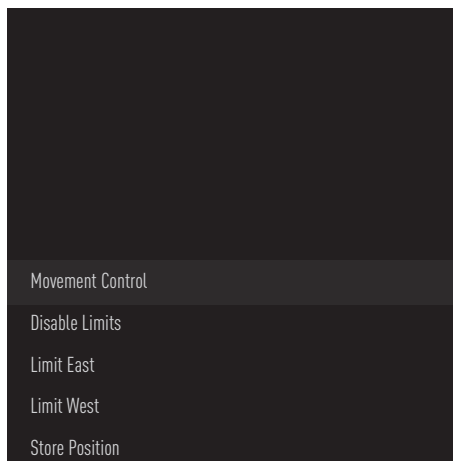 Movement Control
Disable Limits
Limit East
Limit West
Store Position